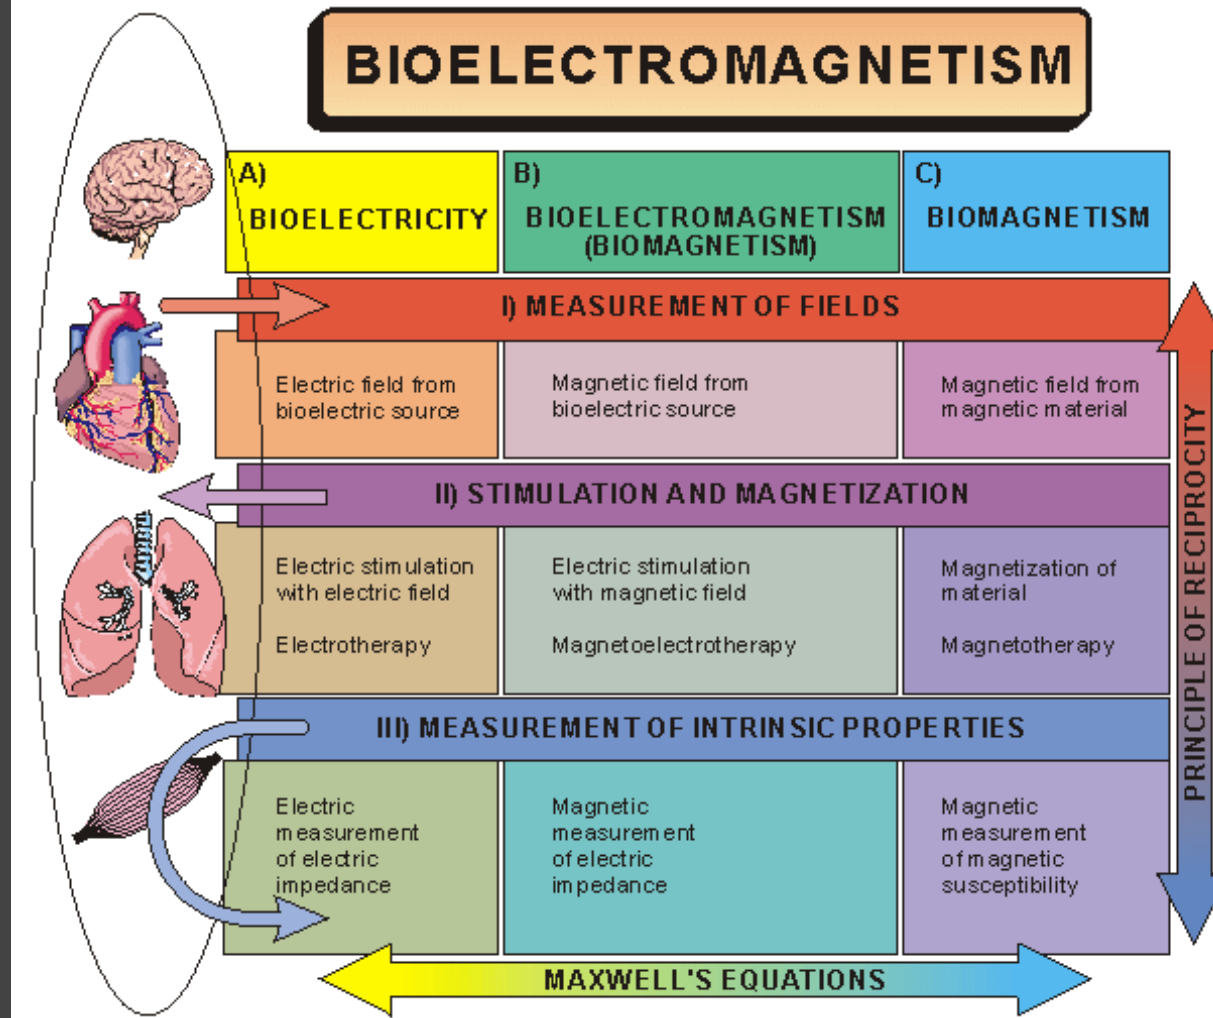 BIOELECTROMAGNETISM
A)
BIOELECTRICITY
B)
BIOELECTROMAGNETISM
(BIOMAGNETISM)
C)
BIOMAGNETISM
I) MEASUREMENT OF FIELDS
Electric field from
bioelectric source
Magnetic field from
bioelectric source
Magnetic field from
magnetic material
II) STIMULATION AND MAGNETIZATION
Electric stimulation
with electric field
Electrotherapy
Electric stimulation
with magnetic field
Magnetoelectrotherapy
Magnetization of
material
Magnetotherapy
III) MEASUREMENT OF INTRINSIC PROPERTIES
Electric
measurement
of electric
impedance
Magnetic
measurement
of electric
impedance
Magnetic
measurement
of magnetic
susceptibility
PRINCIPLE OF RECIPROCITY
MAXWELL'S EQUATIONS